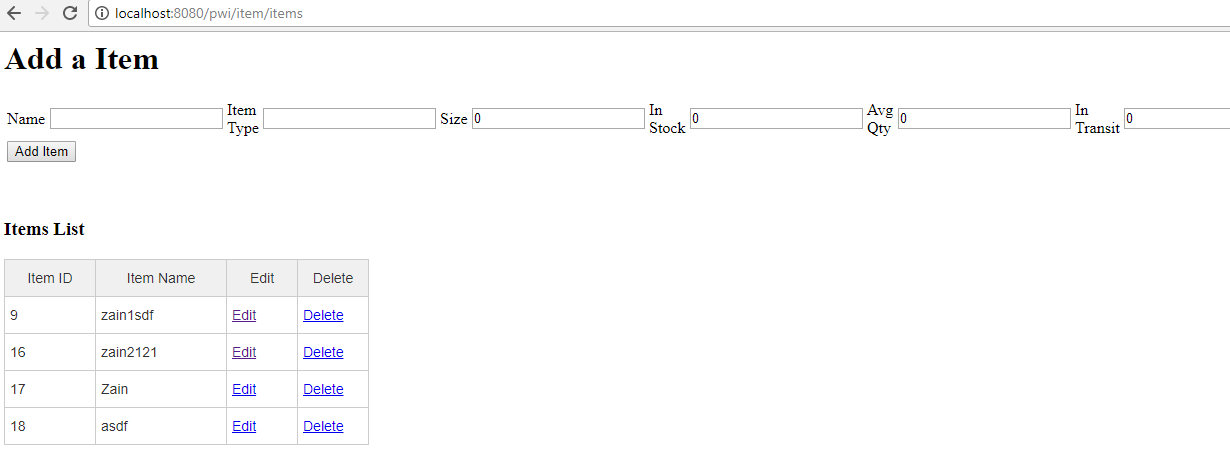 localhost:8080/pwi/item/items
Add a Item
Name Item Type Size 0 In Stock 0 Avg Qty 0 In Transit 0
Add Item
Items List
Item ID Item Name Edit Delete
9 zain1sdf Edit Delete
16 zain2121 Edit Delete
17 Zain Edit Delete
18 asdf Edit Delete